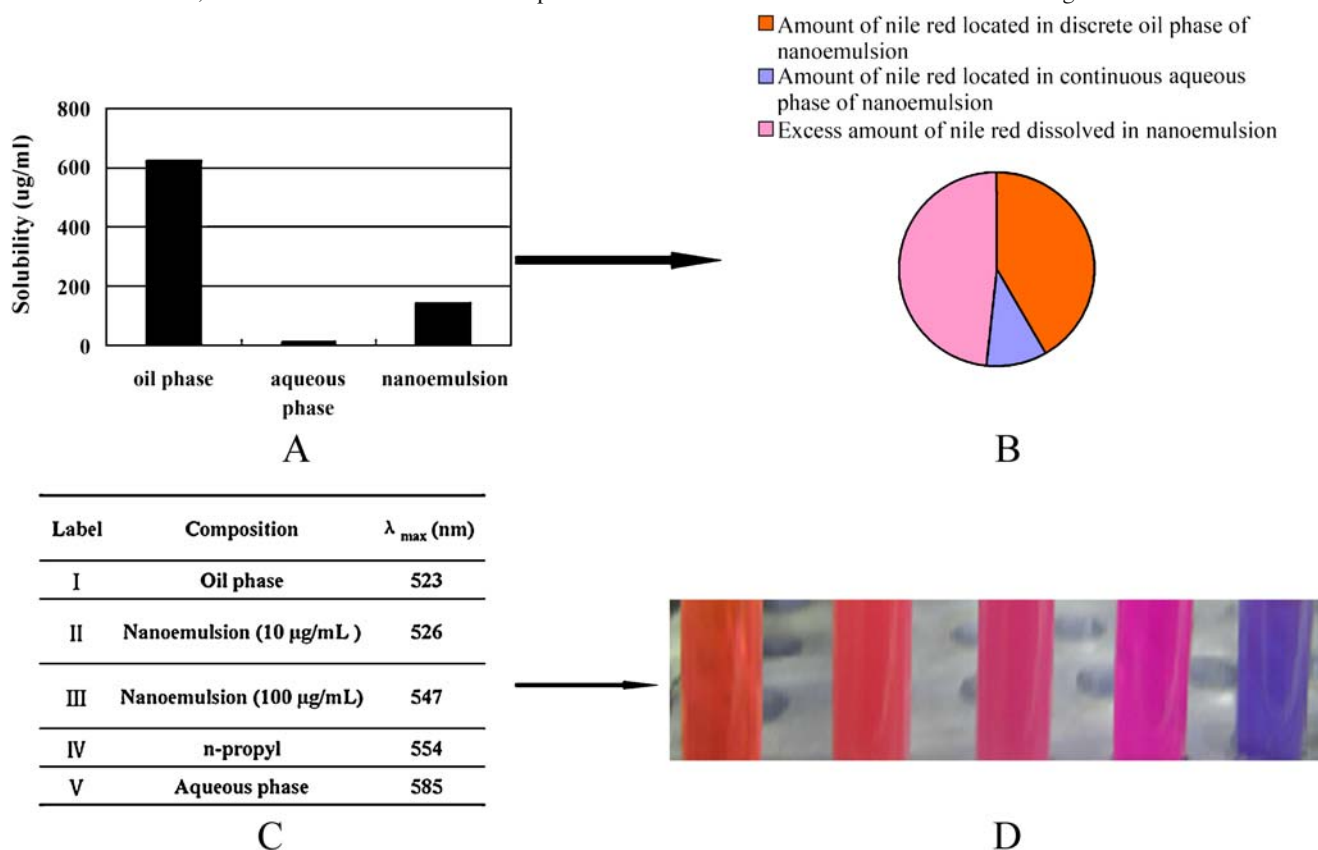 Amount of nile red located in discrete oil phase of
nanoemulsion
Amount of nile red located in continuous aqueous
phase of nanoemulsion
Excess amount of nile red dissolved in nanoemulsion
Solubility (ug/ml)
800
600
400
200
0
oil phase
aqueous
phase
nanoemulsion
A
B
Label Composition λ max (nm)
Ⅰ Oil phase 523
Ⅱ Nanoemulsion (10 μg/mL ) 526
Ⅲ Nanoemulsion (100 μg/mL) 547
Ⅳ n-propyl 554
Ⅴ Aqueous phase 585
C
D